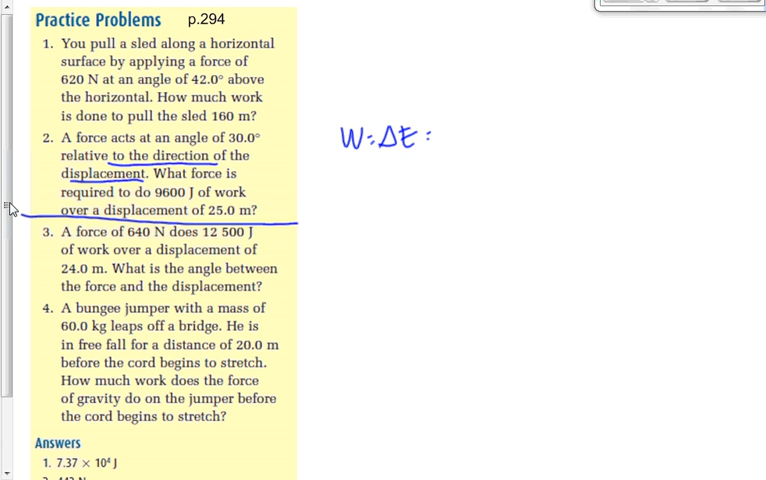 Practice Problems p.294
1. You pull a sled along a horizontal
surface by applying a force of
620 N at an angle of 42.0° above
the horizontal. How much work
is done to pull the sled 160 m?
2. A force acts at an angle of 30.0°
relative to the direction of the
displacement. What force is
required to do 9600 J of work
over a displacement of 25.0 m?
3. A force of 640 N does 12 500 J
of work over a displacement of
24.0 m. What is the angle between
the force and the displacement?
4. A bungee jumper with a mass of
60.0 kg leaps off a bridge. He is
in free fall for a distance of 20.0 m
before the cord begins to stretch.
How much work does the force
of gravity do on the jumper before
the cord begins to stretch?
Answers
1. 7.37 × 10⁴ J
W=ΔE=